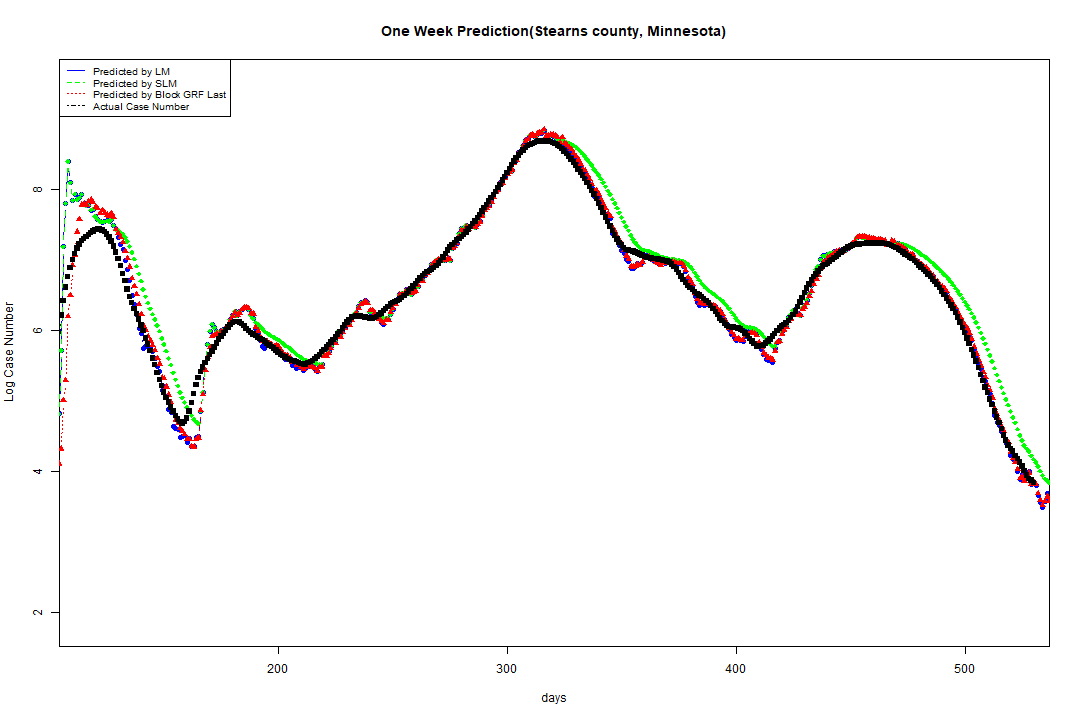 One Week Prediction(Stearns county, Minnesota)
Predicted by LM
Predicted by SLM
Predicted by Block GRF Last
Actual Case Number
Log Case Number
8
6
4
2
200 300 400 500
days